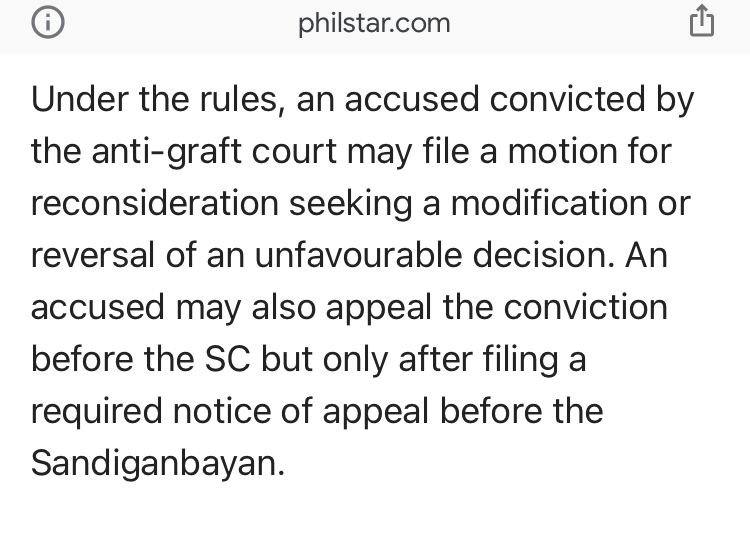 philstar.com
Under the rules, an accused convicted by
the anti-graft court may file a motion for
reconsideration seeking a modification or
reversal of an unfavourable decision. An
accused may also appeal the conviction
before the SC but only after filing a
required notice of appeal before the
Sandiganbayan.